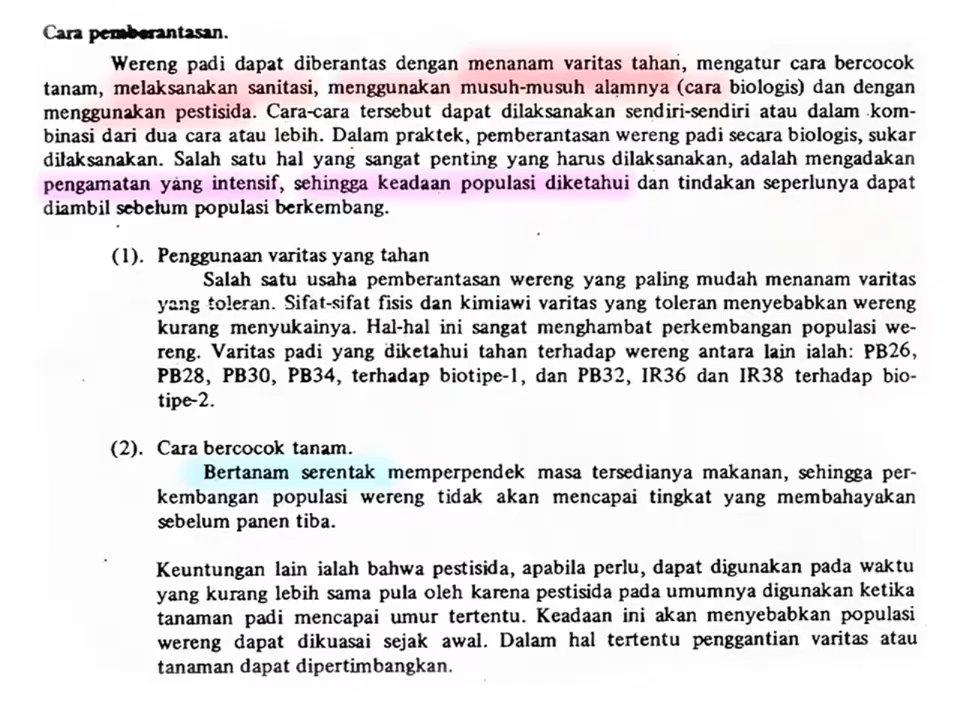 Cara pemberantasan.
Wereng padi dapat diberantas dengan menanam varitas tahan, mengatur cara bercocok
tanam, melaksanakan sanitasi, menggunakan musuh-musuh alamnya (cara biologis) dan dengan
menggunakan pestisida. Cara-cara tersebut dapat dilaksanakan sendiri-sendiri atau dalam kom-
binasi dari dua cara atau lebih. Dalam praktek, pemberantasan wereng padi secara biologis, sukar
dilaksanakan. Salah satu hal yang sangat penting yang harus dilaksanakan, adalah mengadakan
pengamatan yang intensif, sehingga keadaan populasi diketahui dan tindakan seperlunya dapat
diambil sebelum populasi berkembang.
(1). Penggunaan varitas yang tahan
Salah satu usaha pemberantasan wereng yang paling mudah menanam varitas
yang toleran. Sifat-sifat fisis dan kimiawi varitas yang toleran menyebabkan wereng
kurang menyukainya. Hal-hal ini sangat menghambat perkembangan populasi we-
reng. Varitas padi yang diketahui tahan terhadap wereng antara lain ialah: PB26,
PB28, PB30, PB34, terhadap biotipe-1, dan PB32, IR36 dan IR38 terhadap bio-
tipe-2.
(2). Cara bercocok tanam.
Bertanam serentak memperpendek masa tersedianya makanan, sehingga per-
kembangan populasi wereng tidak akan mencapai tingkat yang membahayakan
sebelum panen tiba.
Keuntungan lain ialah bahwa pestisida, apabila perlu, dapat digunakan pada waktu
yang kurang lebih sama pula oleh karena pestisida pada umumnya digunakan ketika
tanaman padi mencapai umur tertentu. Keadaan ini akan menyebabkan populasi
wereng dapat dikuasai sejak awal. Dalam hal tertentu penggantian varitas atau
tanaman dapat dipertimbangkan.